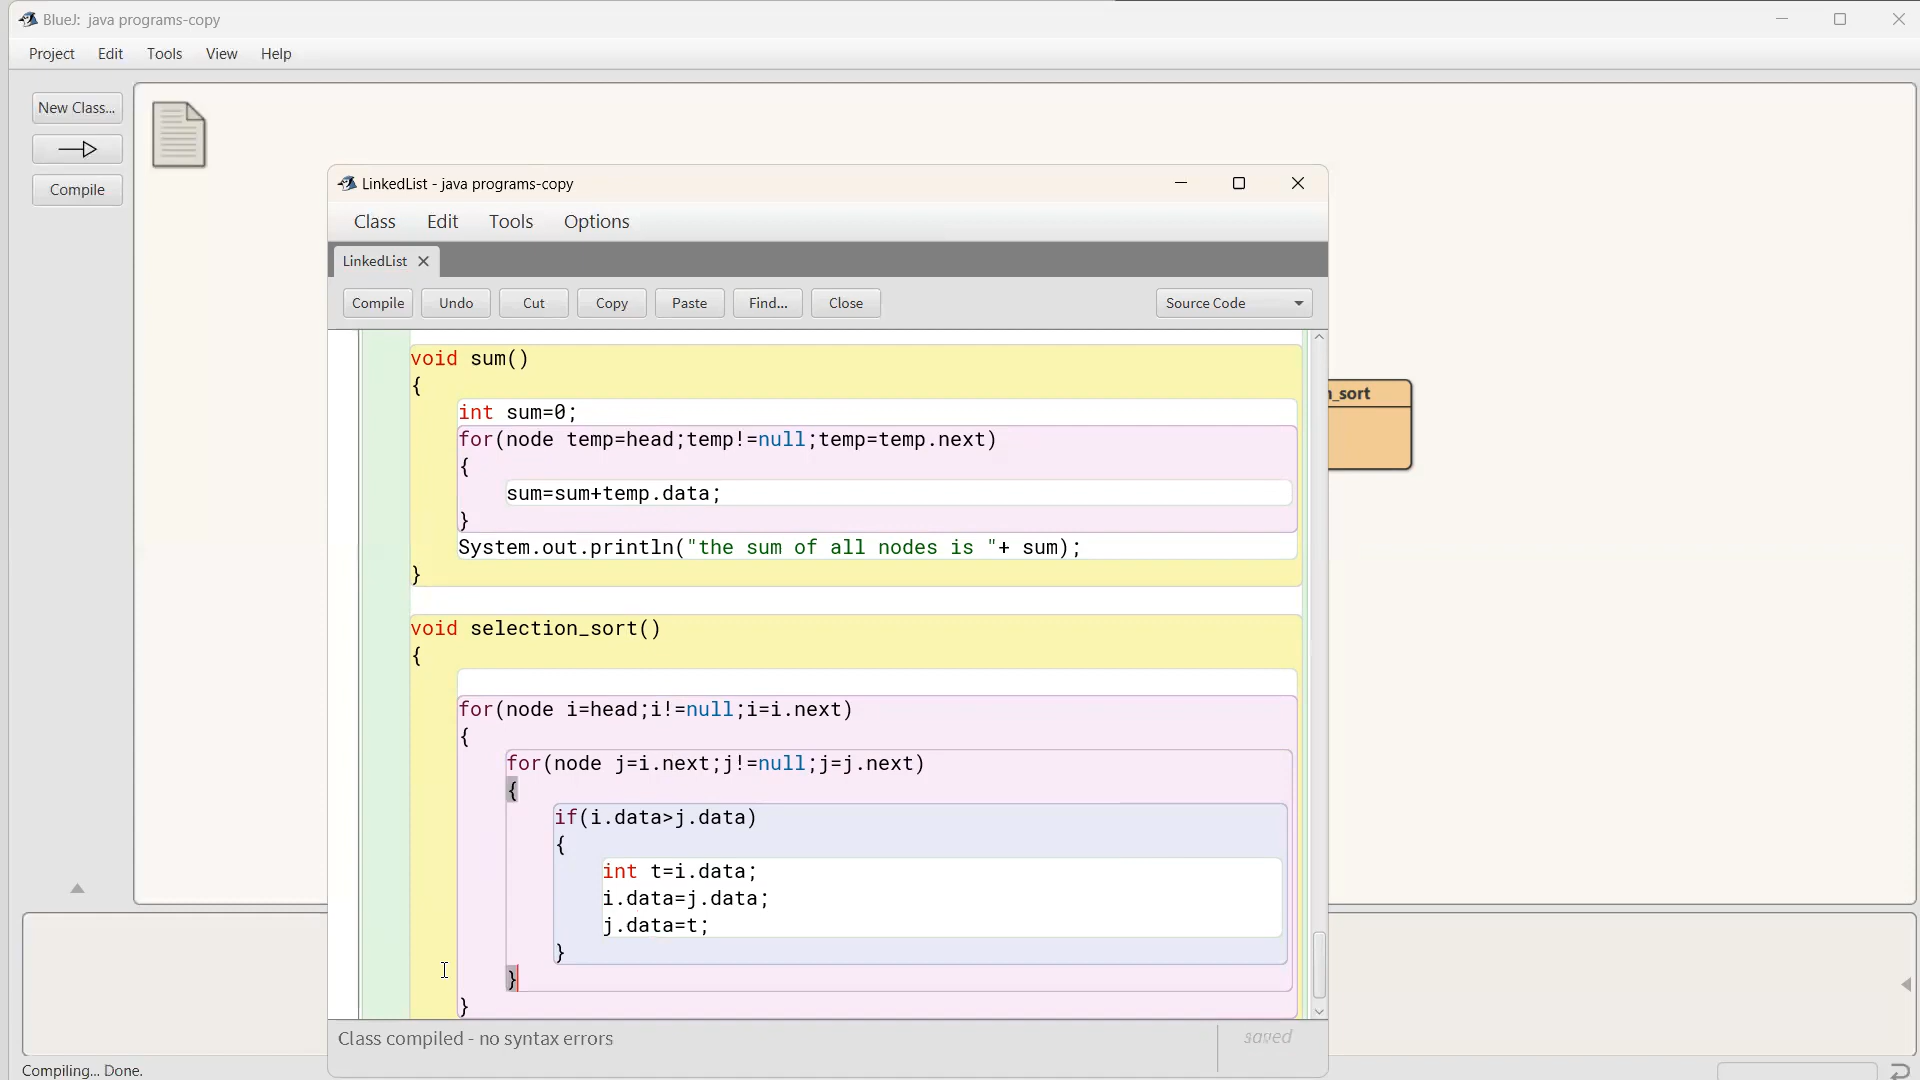 BlueJ: java programs-copy
Project Edit Tools View Help
New Class...
Compile
LinkedList - java programs-copy
Class Edit Tools Options
LinkedList
Compile Undo Cut Copy Paste Find... Close Source Code
void sum()
{
int sum=0;
for(node temp=head;temp!=null;temp=temp.next)
{
sum=sum+temp.data;
}
System.out.println("the sum of all nodes is "+ sum);
}
void selection_sort()
{
for(node i=head;i!=null;i=i.next)
{
for(node j=i.next;j!=null;j=j.next)
{
if(i.data>j.data)
{
int t=i.data;
i.data=j.data;
j.data=t;
}
}
}
_sort
Class compiled - no syntax errors
saved
Compiling... Done.